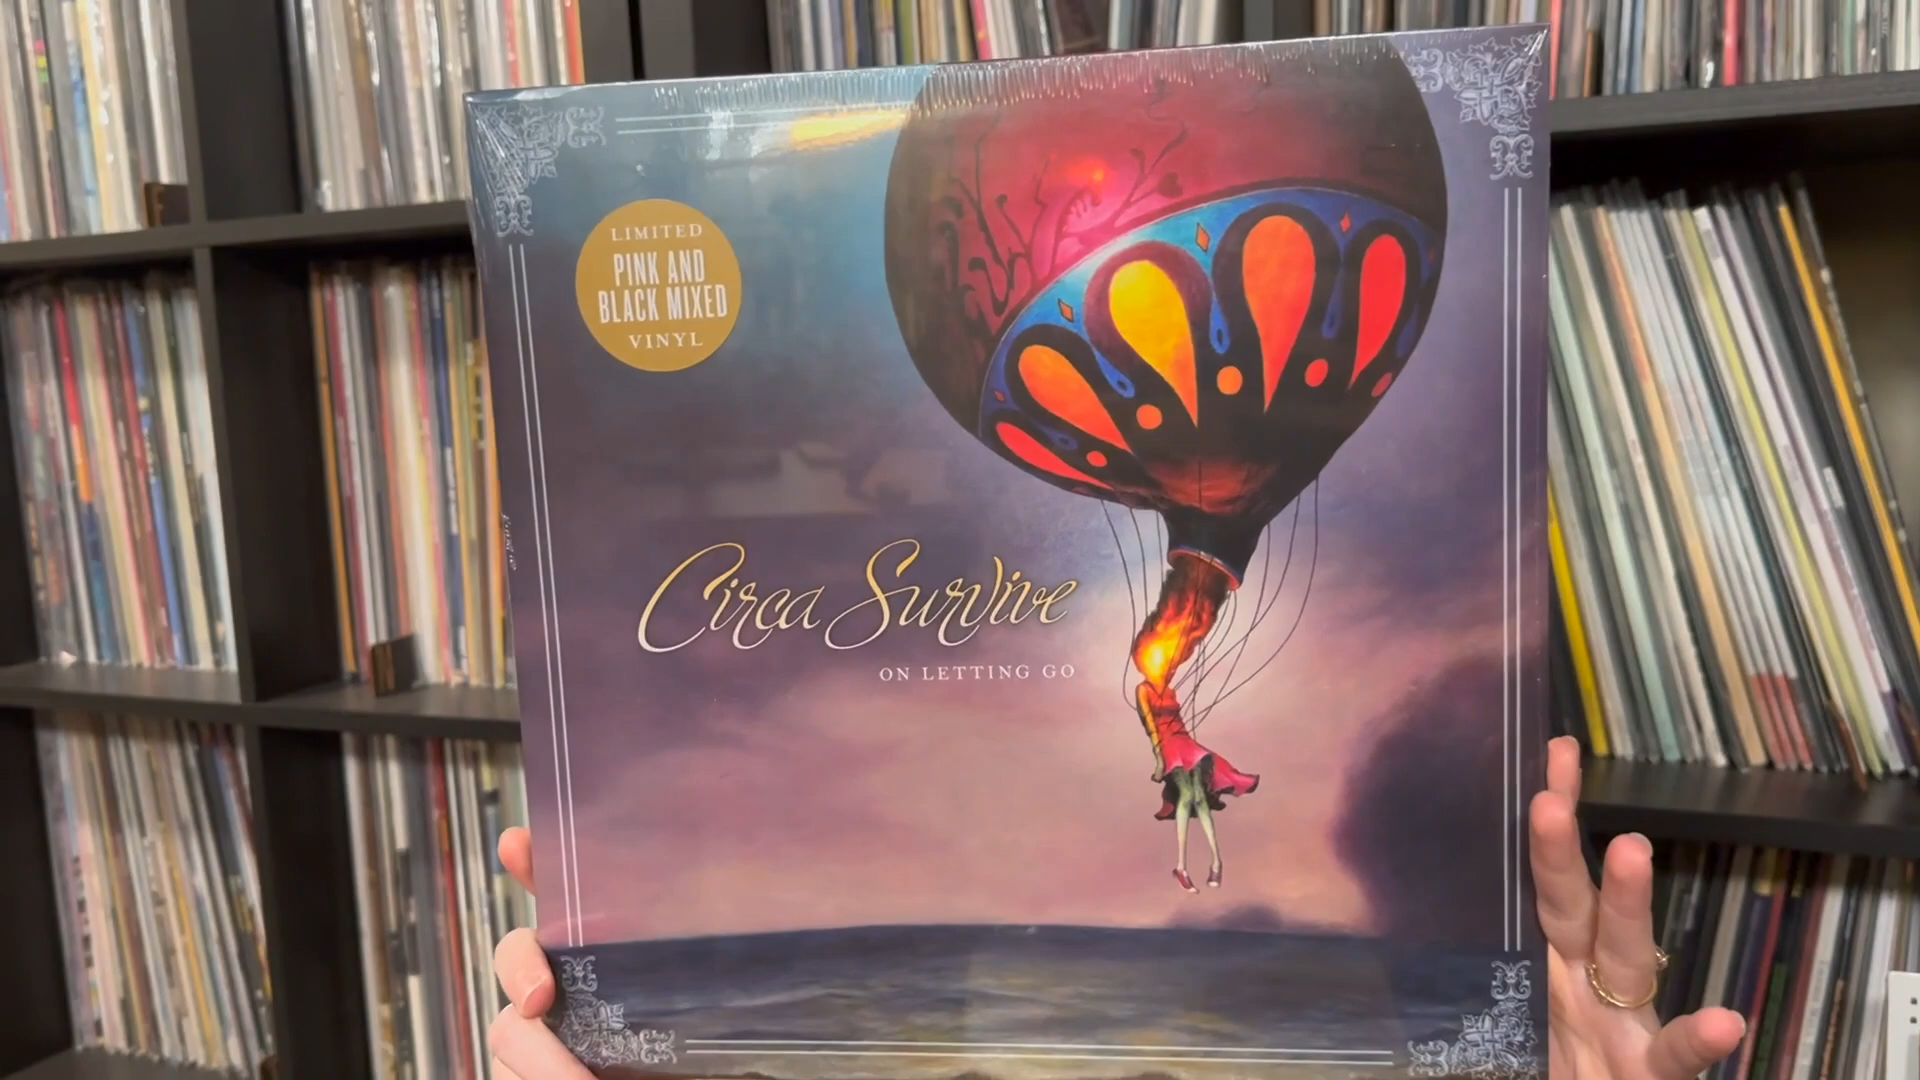 LIMITED
PINK AND
BLACK MIXED
VINYL
Circa Survive
ON LETTING GO